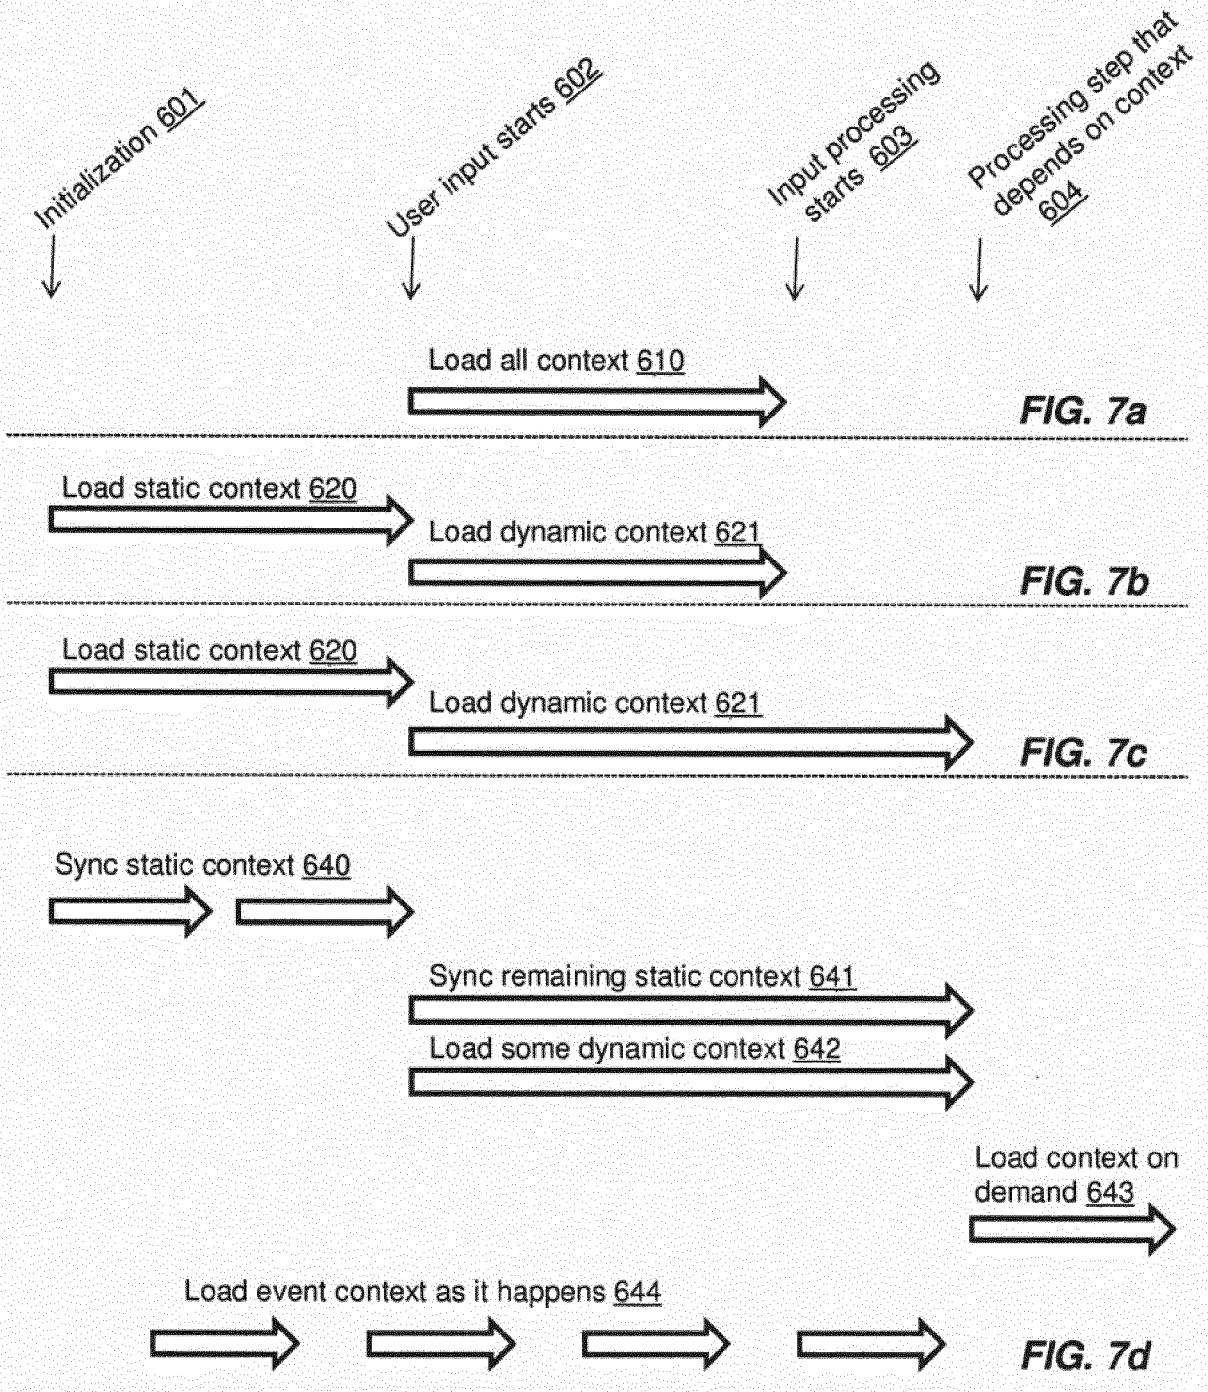 Initialization 601
User input starts 602
Input processing
starts 603
Processing step that
depends on context
604
Load all context 610
FIG. 7a
Load static context 620
Load dynamic context 621
FIG. 7b
Load static context 620
Load dynamic context 621
FIG. 7c
Sync static context 640
Sync remaining static context 641
Load some dynamic context 642
Load context on
demand 643
Load event context as it happens 644
FIG. 7d